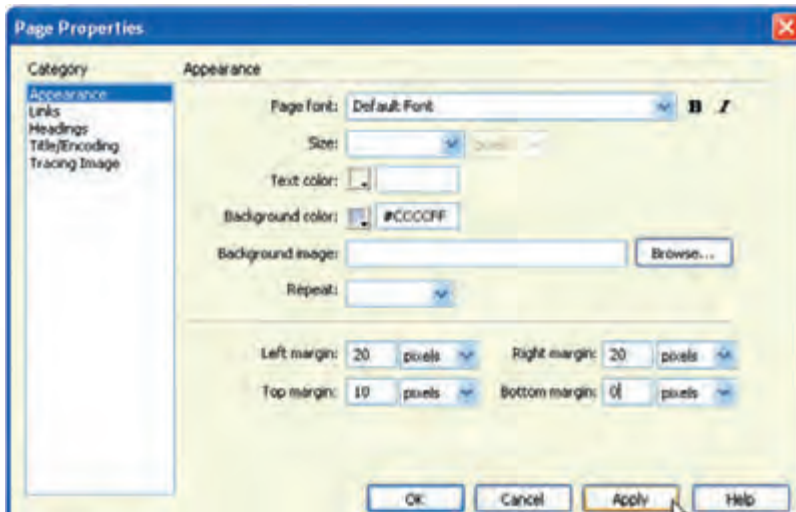 Page Properties
Category
Appearance
Links
Headings
Title/Encoding
Tracing Image
Appearance
Page font: Default Font B I
Size: pixels
Text color:
Background color: #CCCCFF
Background image: Browse...
Repeat:
Left margin: 20 pixels Right margin: 20 pixels
Top margin: 10 pixels Bottom margin: 0 pixels
OK Cancel Apply Help